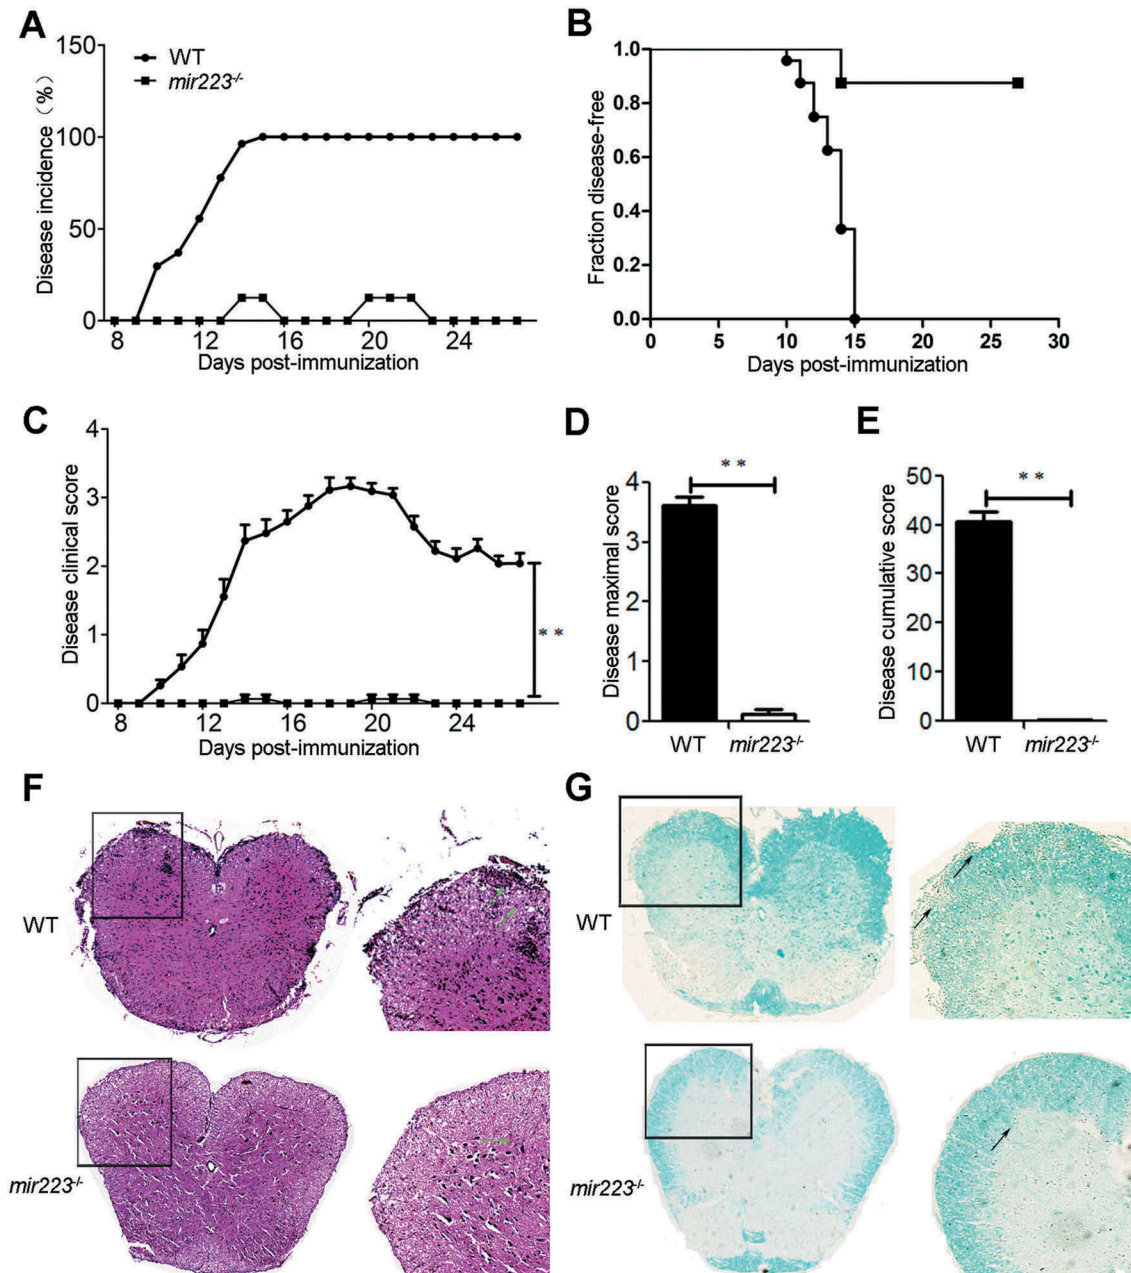 A
Disease incidence (%)
150
100
50
0
WT
mir223-/-
8
12
16
20
24
Days post-immunization
B
Fraction disease-free
1.0
0.8
0.6
0.4
0.2
0.0
0
5
10
15
20
25
30
Days post-immunization
C
Disease clinical score
4
3
2
1
0
**
8
12
16
20
24
Days post-immunization
D
Disease maximal score
4
3
2
1
0
**
WT
mir223-/-
E
Disease cumulative score
50
40
30
20
10
0
**
WT
mir223-/-
F
WT
mir223-/-
G
WT
mir223-/-